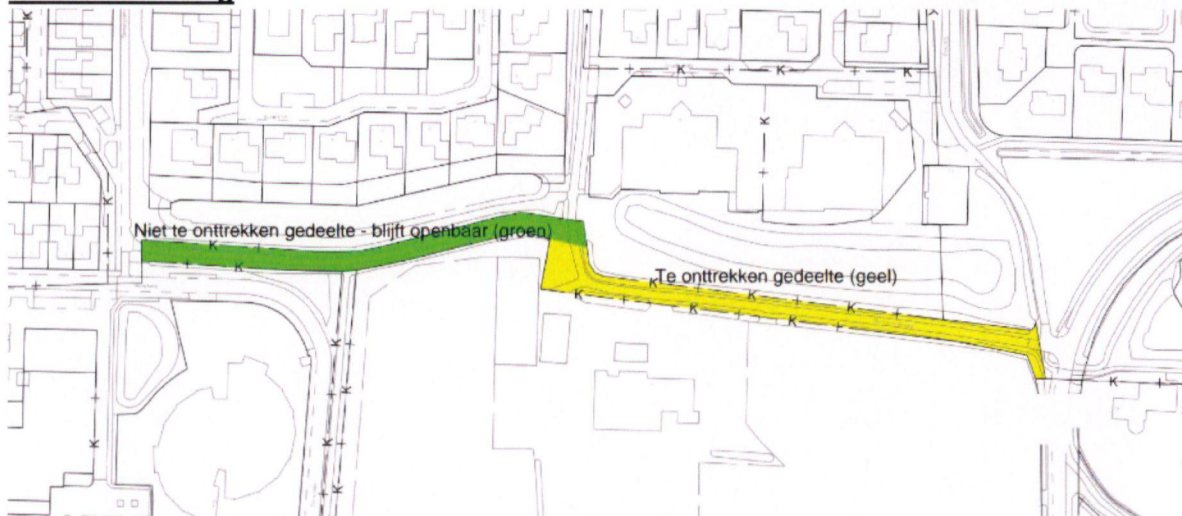 Niet te onttrekken gedeelte - blijft openbaar (groen)
Te onttrekken gedeelte (geel)